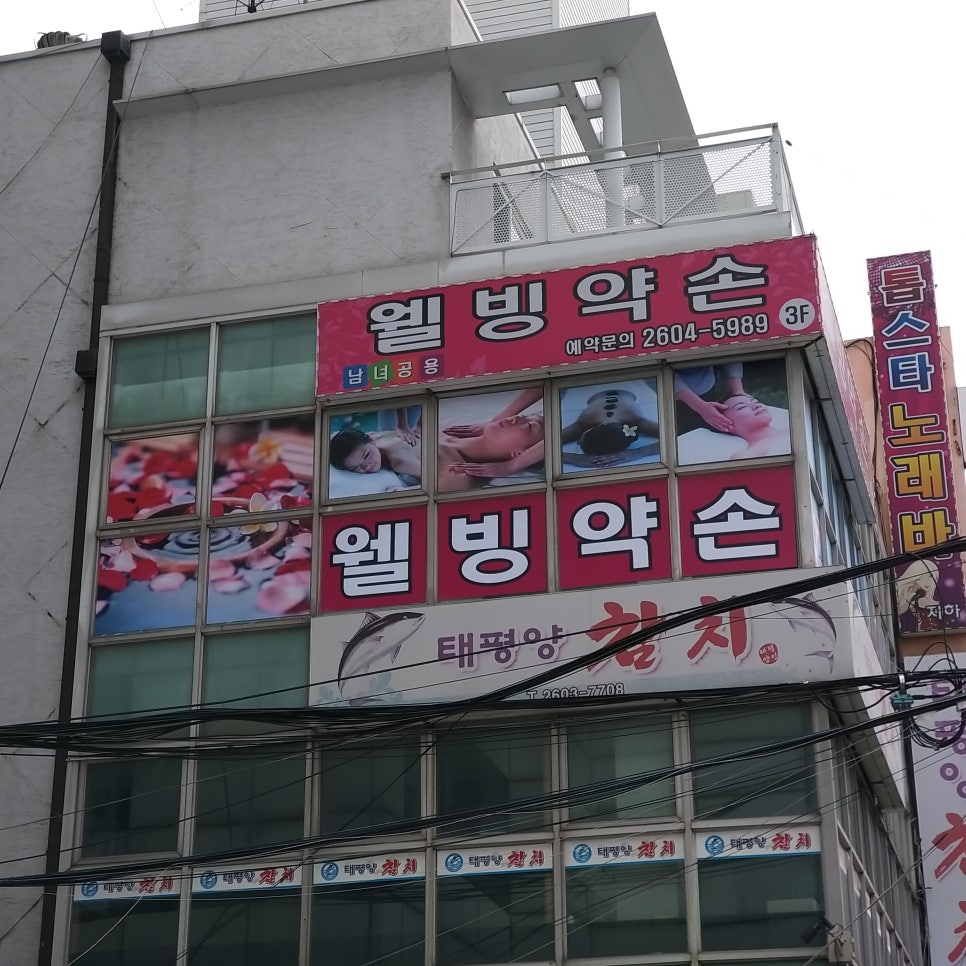 웰빙약손
예약문의 2604-5989 3F
남녀공용
웰빙약손
태평양 참치
T.2603-7708
태평양 참치
태평양 참치
태평양 참치
태평양 참치
태평양 참치
태평양 참치
톱스타노래방
지하